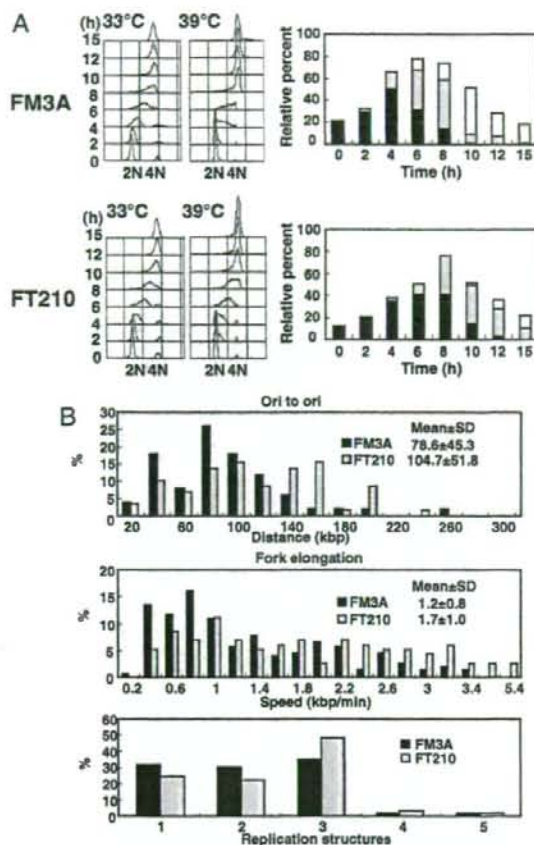 A
33°C 39°C
(h)
15
12
10
8
6
4
2
0
FM3A
2N 4N 2N 4N
Relative percent
100
80
60
40
20
0
0 2 4 6 8 10 12 15
Time (h)
33°C 39°C
(h)
15
12
10
8
6
4
2
0
FT210
2N 4N 2N 4N
Relative percent
100
80
60
40
20
0
0 2 4 6 8 10 12 15
Time (h)
B
Ori to ori
Mean±SD
FM3A 78.6±45.3
FT210 104.7±51.8
%
30
25
20
15
10
5
0
20 60 100 140 160 200 240 260 300
Distance (kbp)
Fork elongation
Mean±SD
FM3A 1.2±0.8
FT210 1.7±1.0
%
20
15
10
5
0
0.2 0.6 1 1.4 1.8 2.2 2.6 3 3.4 5.4
Speed (kbp/min)
FM3A
FT210
%
60
50
40
30
20
10
0
1 2 3 4 5
Replication structures